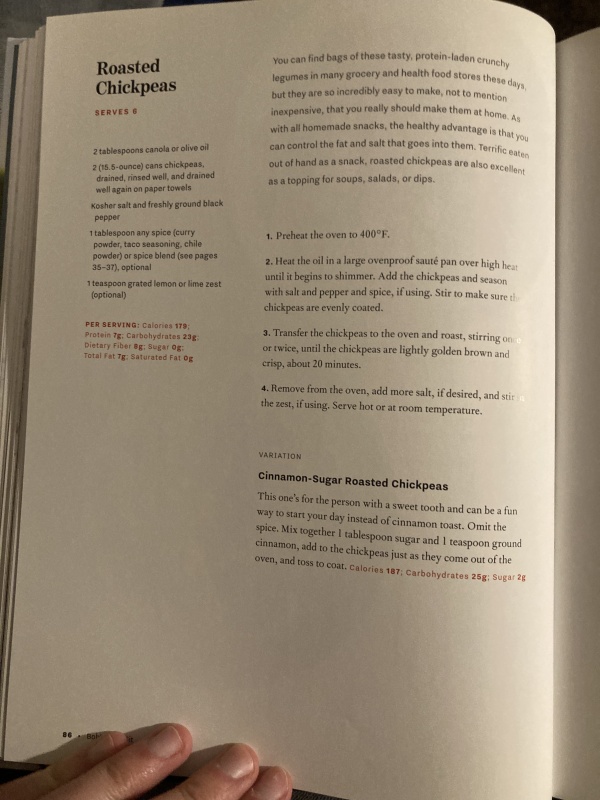 Roasted
Chickpeas
SERVES 6
2 tablespoons canola or olive oil
2 (15.5-ounce) cans chickpeas,
drained, rinsed well, and drained
well again on paper towels
Kosher salt and freshly ground black
pepper
1 tablespoon any spice (curry
powder, taco seasoning, chile
powder) or spice blend (see pages
35–37), optional
1 teaspoon grated lemon or lime zest
(optional)
PER SERVING: Calories 179;
Protein 7g; Carbohydrates 23g;
Dietary Fiber 6g; Sugar 0g;
Total Fat 7g; Saturated Fat 0g
You can find bags of these tasty, protein-laden crunchy
legumes in many grocery and health food stores these days,
but they are so incredibly easy to make, not to mention
inexpensive, that you really should make them at home. As
with all homemade snacks, the healthy advantage is that you
can control the fat and salt that goes into them. Terrific eaten
out of hand as a snack, roasted chickpeas are also excellent
as a topping for soups, salads, or dips.
1. Preheat the oven to 400°F.
2. Heat the oil in a large ovenproof sauté pan over high heat
until it begins to shimmer. Add the chickpeas and season
with salt and pepper and spice, if using. Stir to make sure the
chickpeas are evenly coated.
3. Transfer the chickpeas to the oven and roast, stirring once
or twice, until the chickpeas are lightly golden brown and
crisp, about 20 minutes.
4. Remove from the oven, add more salt, if desired, and stir
the zest, if using. Serve hot or at room temperature.
VARIATION
Cinnamon-Sugar Roasted Chickpeas
This one's for the person with a sweet tooth and can be a fun
way to start your day instead of cinnamon toast. Omit the
spice. Mix together 1 tablespoon sugar and 1 teaspoon ground
cinnamon, add to the chickpeas just as they come out of the
oven, and toss to coat. Calories 187; Carbohydrates 25g; Sugar 2g
86